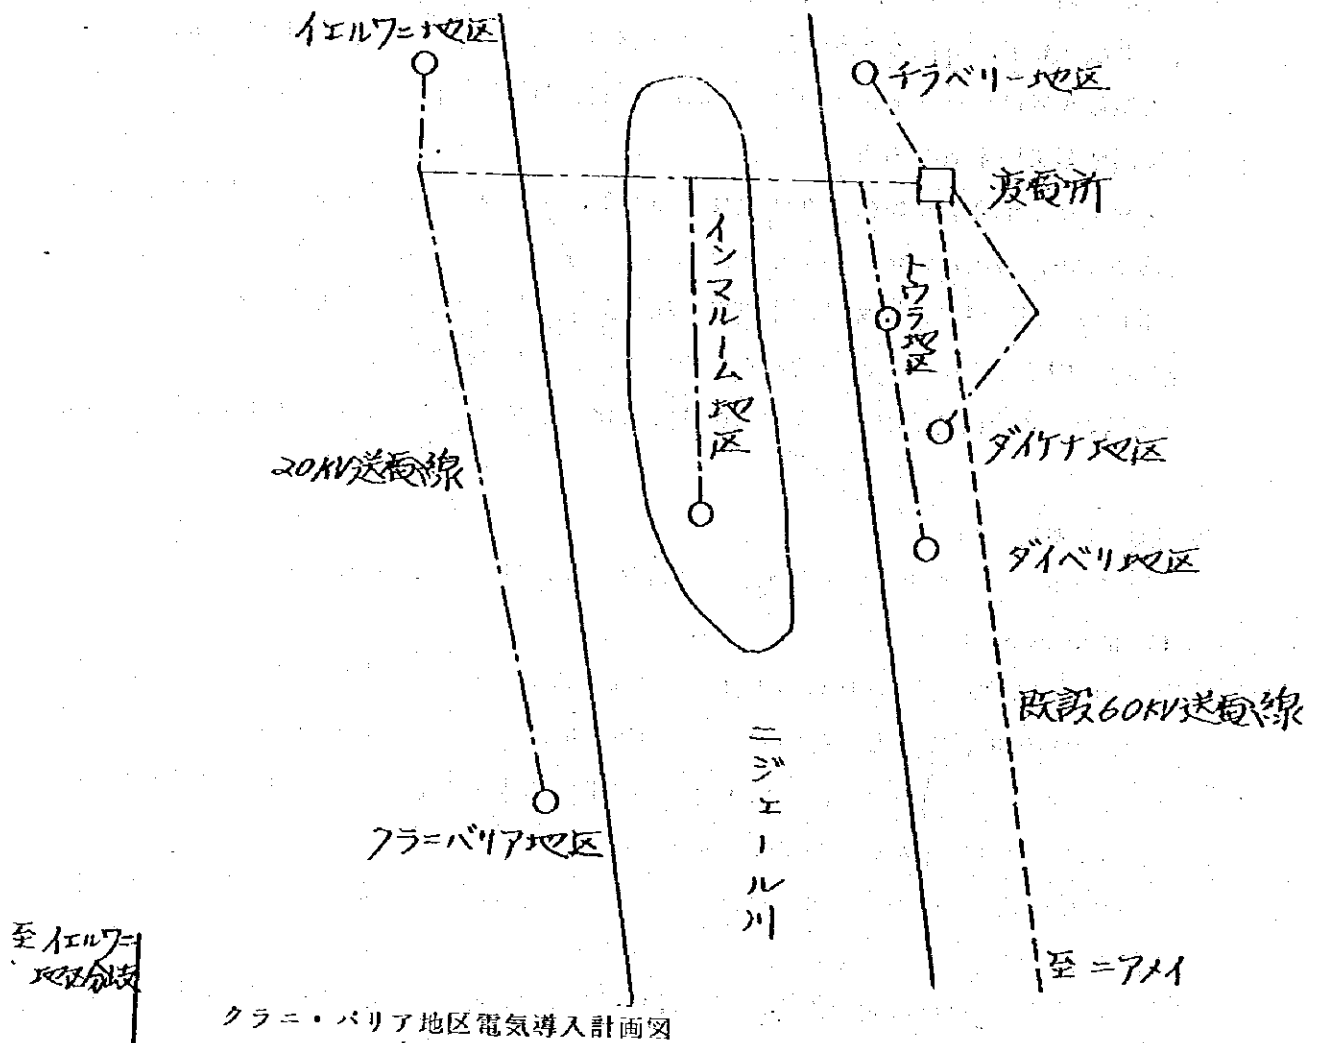 イエルワニ地区
チラベリー地区
変電所
インマルーム地区
トウラ地区
20KV送電線
ダイケナ地区
ダイベリ地区
既設60KV送電線
ニジェール川
クラニバリア地区
至イエルワニ
地区分岐
至ニアメイ
クラニ・バリア地区電気導入計画図